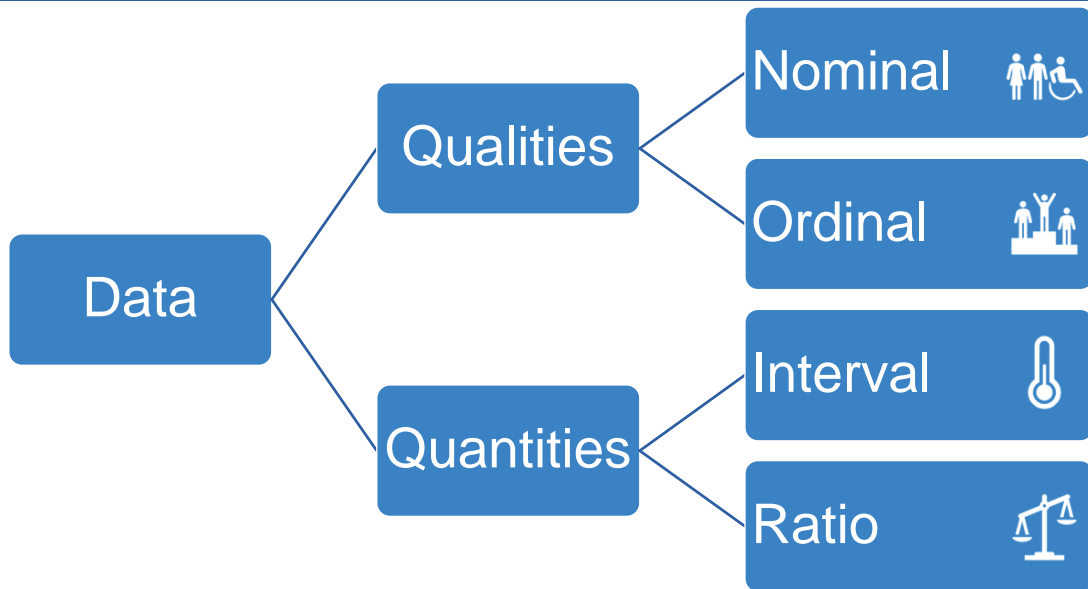 Data
Qualities
Nominal
Ordinal
Quantities
Interval
Ratio